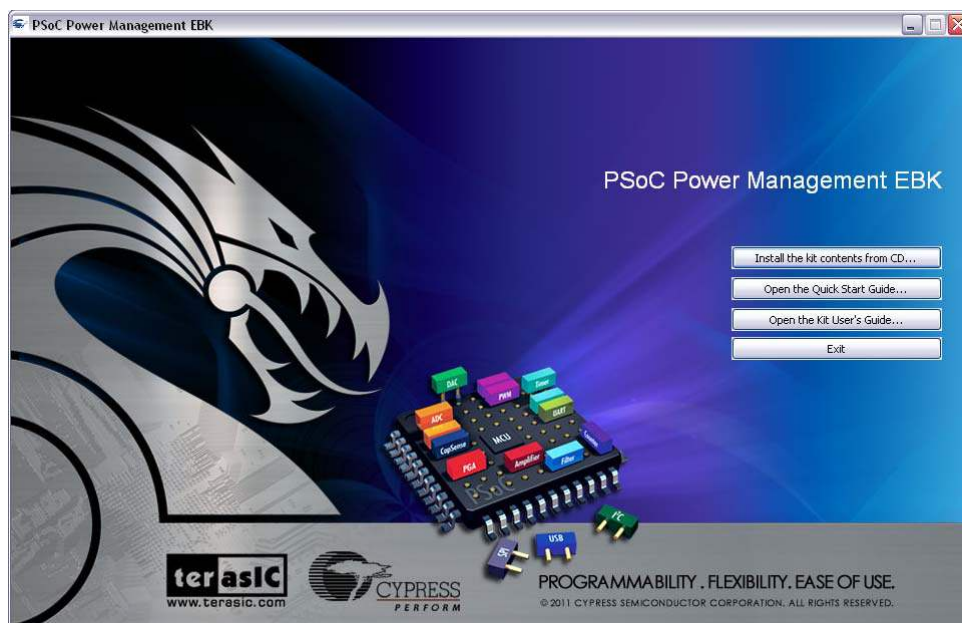 PSoC Power Management EBK
PSoC Power Management EBK
Install the kit contents from CD...
Open the Quick Start Guide...
Open the Kit User's Guide...
Exit
DAC
PWM
Timer
ADC
UART
CapSense
MCU
Comp
PGA
Amplifier
Filter
PSoC
I²C
USB
terasIC
www.terasic.com
CYPRESS
PERFORM
PROGRAMMABILITY . FLEXIBILITY. EASE OF USE.
© 2011 CYPRESS SEMICONDUCTOR CORPORATION. ALL RIGHTS RESERVED.